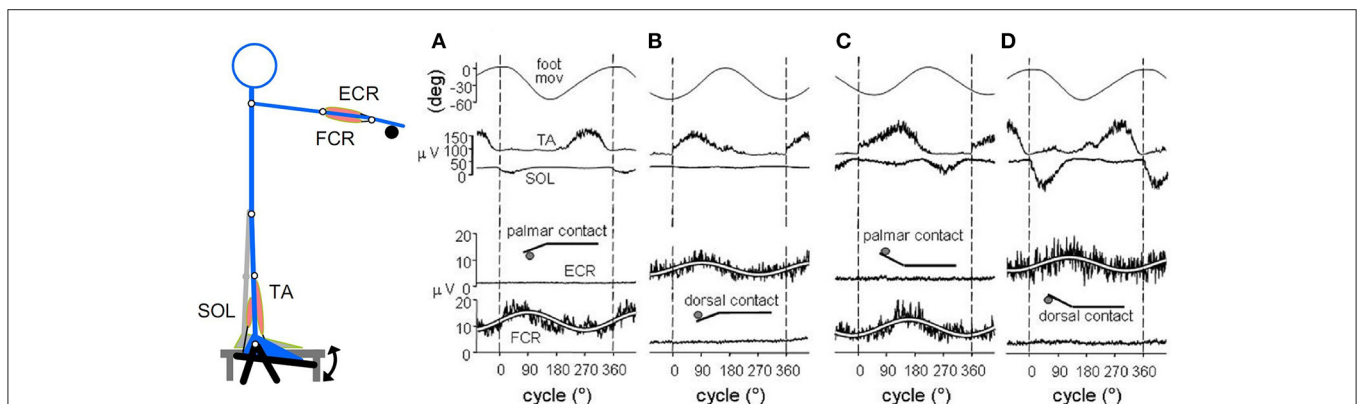 A
B
C
D
ECR
FCR
SOL
TA
(deg)
0
-30
-60
foot
mov
μ V
150
100
50
0
TA
SOL
20
10
0
palmar contact
ECR
dorsal contact
palmar contact
dorsal contact
μ V
20
10
0
FCR
0 90 180 270 360
cycle (°)
0 90 180 270 360
cycle (°)
0 90 180 270 360
cycle (°)
0 90 180 270 360
cycle (°)